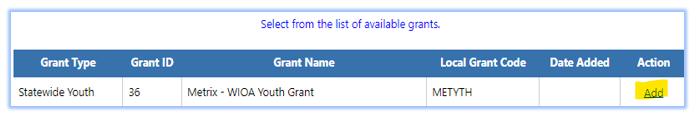 Select from the list of available grants.
Grant Type Grant ID Grant Name Local Grant Code Date Added Action
Statewide Youth 36 Metrix - WIOA Youth Grant METYTH Add